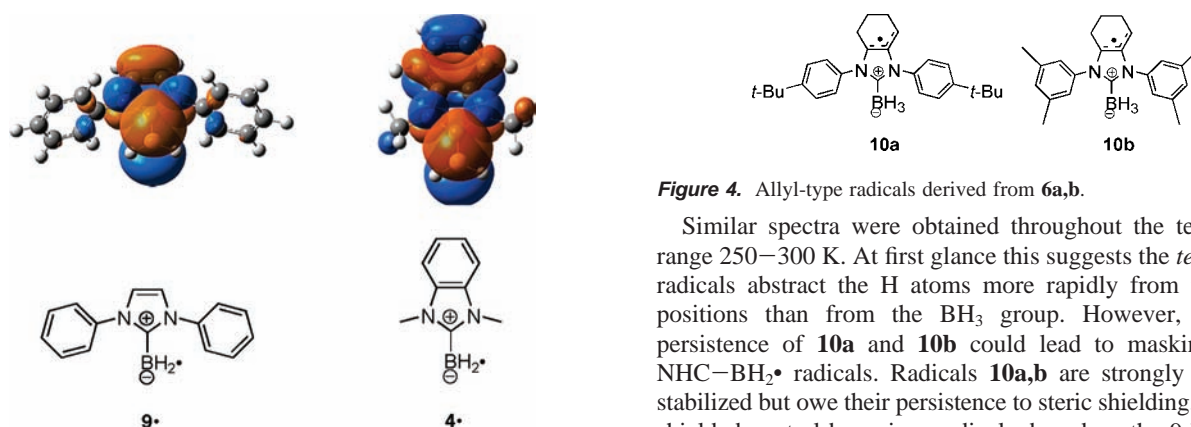 N
N
BH₂•
9•
N
N
BH₂•
4•
t-Bu
N
N
BH₃
t-Bu
10a
N
N
BH₃
10b
Figure 4. Allyl-type radicals derived from 6a,b.
Similar spectra were obtained throughout the
range 250−300 K. At first glance this suggests the
radicals abstract the H atoms more rapidly from
positions than from the BH₃ group. However,
persistence of 10a and 10b could lead to
NHC−BH₂• radicals. Radicals 10a,b are strongly
stabilized but owe their persistence to steric shielding